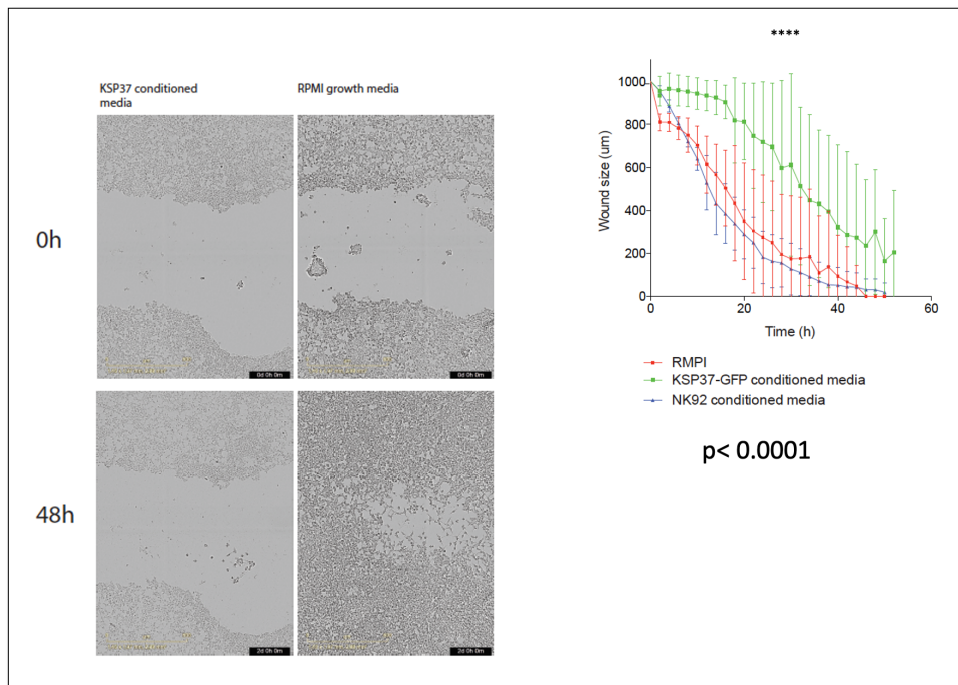 KSP37 conditioned
media
RPMI growth media
0h
0d 0h 0m
0d 0h 0m
48h
2d 0h 0m
2d 0h 0m
****
Wound size (um)
1000
800
600
400
200
0
0
20
40
60
Time (h)
RMPI
KSP37-GFP conditioned media
NK92 conditioned media
p< 0.0001